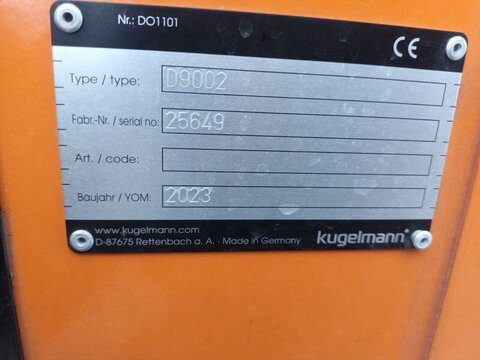 Nr.: DO1101
CE
Type / type: D9002
Fabr.-Nr. / serial no: 25649
Art. / code:
Baujahr / YOM: 2023
www.kugelmann.com
D-87675 Rettenbach a. A. - Made in Germany
kugelmann